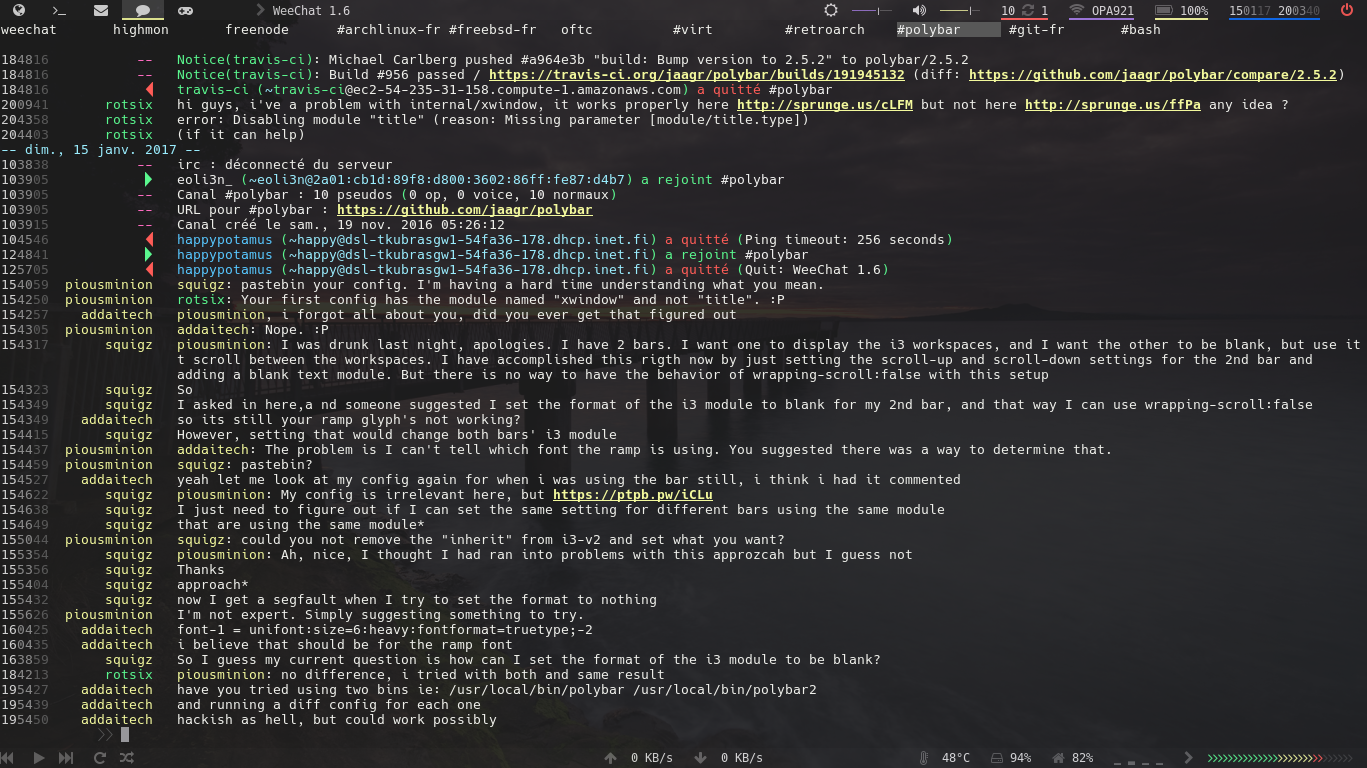 WeeChat 1.6 10 1 OPA921 100% 150117 200340
weechat highmon freenode #archlinux-fr #freebsd-fr oftc #virt #retroarch #polybar #git-fr #bash
184816 -- Notice(travis-ci): Michael Carlberg pushed #a964e3b "build: Bump version to 2.5.2" to polybar/2.5.2
184816 -- Notice(travis-ci): Build #956 passed / https://travis-ci.org/jaagr/polybar/builds/191945132 (diff: https://github.com/jaagr/polybar/compare/2.5.2)
184816 travis-ci (~travis-ci@ec2-54-235-31-158.compute-1.amazonaws.com) a quitté #polybar
200941 rotsix hi guys, i've a problem with internal/xwindow, it works properly here http://sprunge.us/cLFM but not here http://sprunge.us/ffPa any idea ?
204358 rotsix error: Disabling module "title" (reason: Missing parameter [module/title.type])
204403 rotsix (if it can help)
-- dim., 15 janv. 2017 --
103838 -- irc : déconnecté du serveur
103905 eoli3n_ (~eoli3n@2a01:cb1d:89f8:d800:3602:86ff:fe87:d4b7) a rejoint #polybar
103905 -- Canal #polybar : 10 pseudos (0 op, 0 voice, 10 normaux)
103905 -- URL pour #polybar : https://github.com/jaagr/polybar
103915 -- Canal créé le sam., 19 nov. 2016 05:26:12
104546 happypotamus (~happy@dsl-tkubrasgw1-54fa36-178.dhcp.inet.fi) a quitté (Ping timeout: 256 seconds)
124841 happypotamus (~happy@dsl-tkubrasgw1-54fa36-178.dhcp.inet.fi) a rejoint #polybar
125705 happypotamus (~happy@dsl-tkubrasgw1-54fa36-178.dhcp.inet.fi) a quitté (Quit: WeeChat 1.6)
154059 piousminion squigz: pastebin your config. I'm having a hard time understanding what you mean.
154250 piousminion rotsix: Your first config has the module named "xwindow" and not "title". :P
154257 addaitech piousminion, i forgot all about you, did you ever get that figured out
154305 piousminion addaitech: Nope. :P
154317 squigz piousminion: I was drunk last night, apologies. I have 2 bars. I want one to display the i3 workspaces, and I want the other to be blank, but use it
t scroll between the workspaces. I have accomplished this rigth now by just setting the scroll-up and scroll-down settings for the 2nd bar and
adding a blank text module. But there is no way to have the behavior of wrapping-scroll:false with this setup
154323 squigz So
154349 squigz I asked in here,a nd someone suggested I set the format of the i3 module to blank for my 2nd bar, and that way I can use wrapping-scroll:false
154349 addaitech so its still your ramp glyph's not working?
154415 squigz However, setting that would change both bars' i3 module
154437 piousminion addaitech: The problem is I can't tell which font the ramp is using. You suggested there was a way to determine that.
154459 piousminion squigz: pastebin?
154527 addaitech yeah let me look at my config again for when i was using the bar still, i think i had it commented
154622 squigz piousminion: My config is irrelevant here, but https://ptpb.pw/iCLu
154638 squigz I just need to figure out if I can set the same setting for different bars using the same module
154649 squigz that are using the same module*
155044 piousminion squigz: could you not remove the "inherit" from i3-v2 and set what you want?
155354 squigz piousminion: Ah, nice, I thought I had ran into problems with this approzcah but I guess not
155356 squigz Thanks
155404 squigz approach*
155432 squigz now I get a segfault when I try to set the format to nothing
155626 piousminion I'm not expert. Simply suggesting something to try.
160425 addaitech font-1 = unifont:size=6:heavy:fontformat=truetype;-2
160435 addaitech i believe that should be for the ramp font
163859 squigz So I guess my current question is how can I set the format of the i3 module to be blank?
184213 rotsix piousminion: no difference, i tried with both and same result
195427 addaitech have you tried using two bins ie: /usr/local/bin/polybar /usr/local/bin/polybar2
195439 addaitech and running a diff config for each one
195450 addaitech hackish as hell, but could work possibly
>>
0 KB/s 0 KB/s 48°C 94% 82%